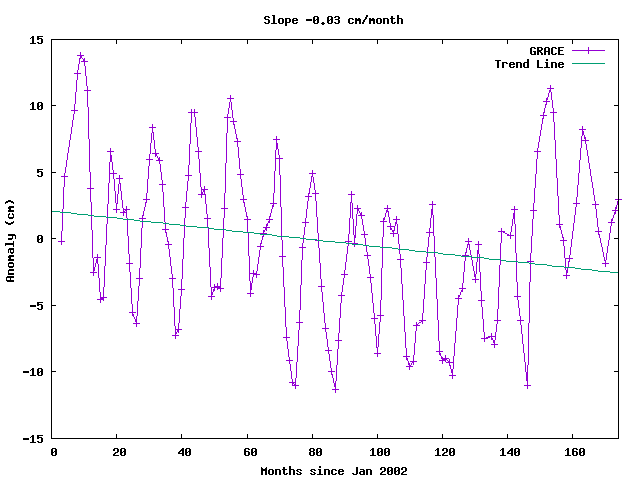 Slope -0.03 cm/month
GRACE
Trend Line
15
10
5
0
-5
-10
-15
Anomaly (cm)
0 20 40 60 80 100 120 140 160
Months since Jan 2002